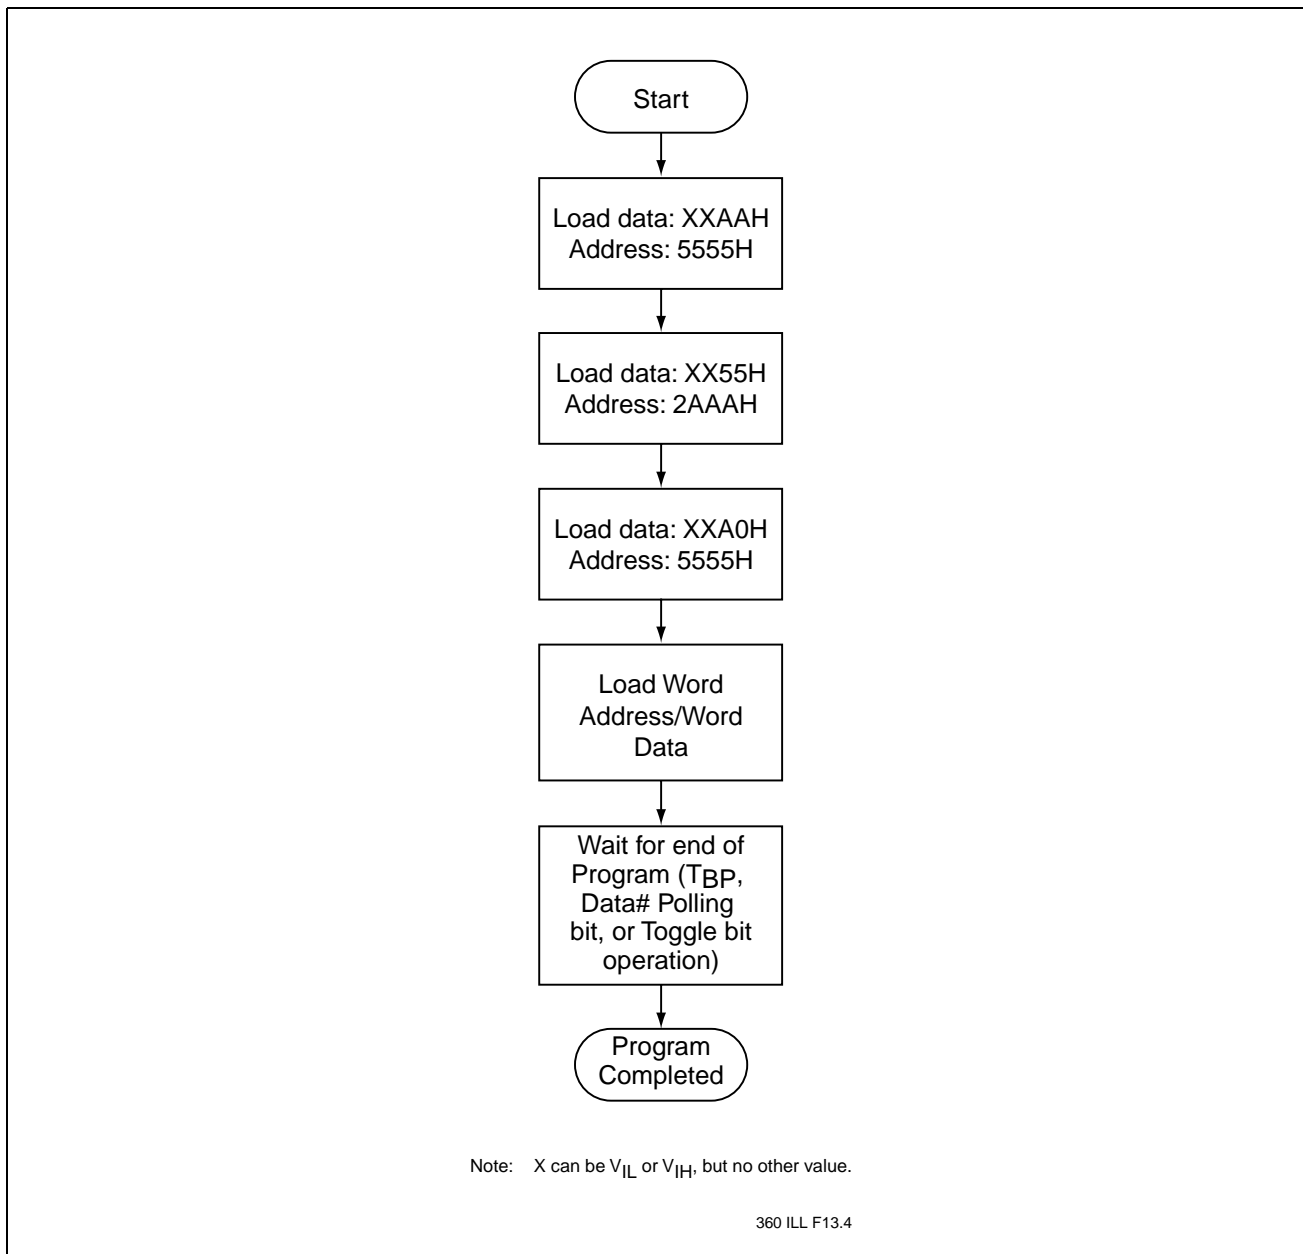 Start
Load data: XXAAH
Address: 5555H
Load data: XX55H
Address: 2AAAH
Load data: XXA0H
Address: 5555H
Load Word
Address/Word
Data
Wait for end of
Program (TBP,
Data# Polling
bit, or Toggle bit
operation)
Program
Completed
Note: X can be VIL or VIH, but no other value.
360 ILL F13.4